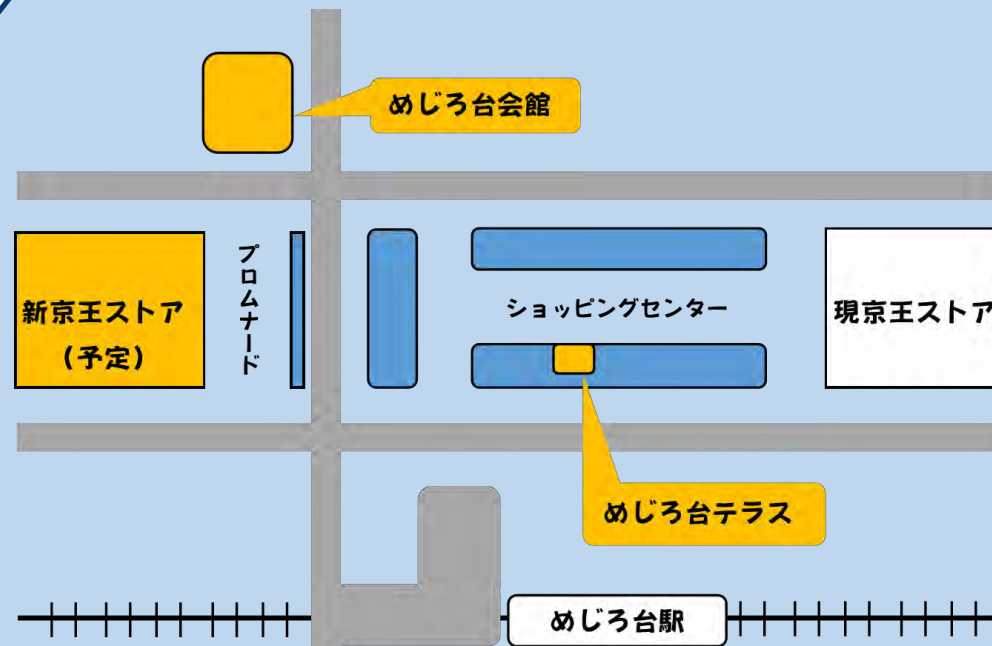 めじろ台会館
新京王ストア
（予定）
プロムナード
ショッピングセンター
現京王ストア
めじろ台テラス
めじろ台駅